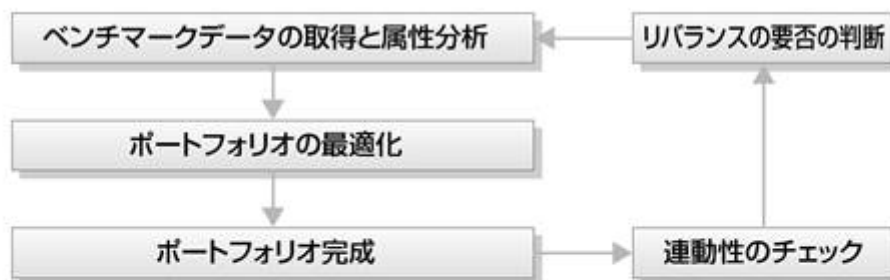 ベンチマークデータの取得と属性分析
リバランスの要否の判断
ポートフォリオの最適化
ポートフォリオ完成
連動性のチェック